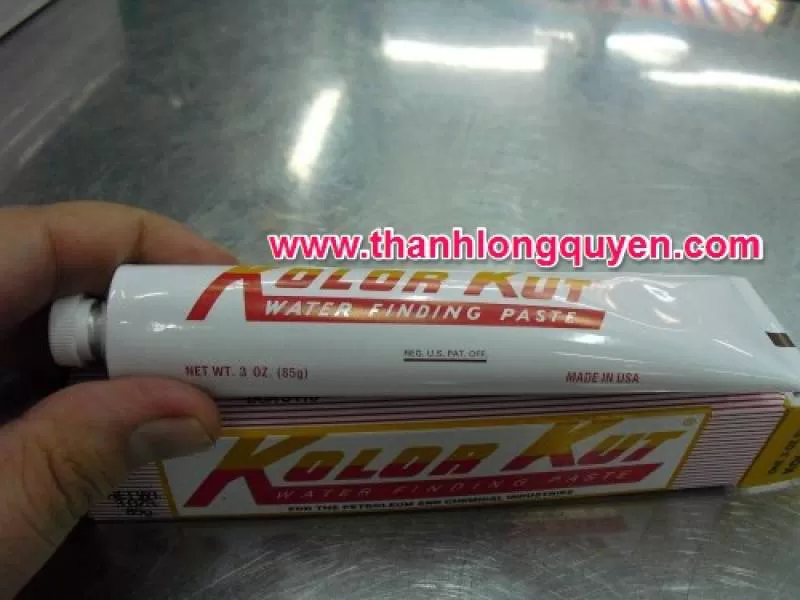 www.thanhlongquyen.com
KOLOR KUT
WATER FINDING PASTE
REG. U.S. PAT. OFF.
NET WT. 3 OZ. (85g)
MADE IN USA
KOLOR KUT®
WATER FINDING PASTE
FOR THE PETROLEUM AND CHEMICAL INDUSTRIES
85g